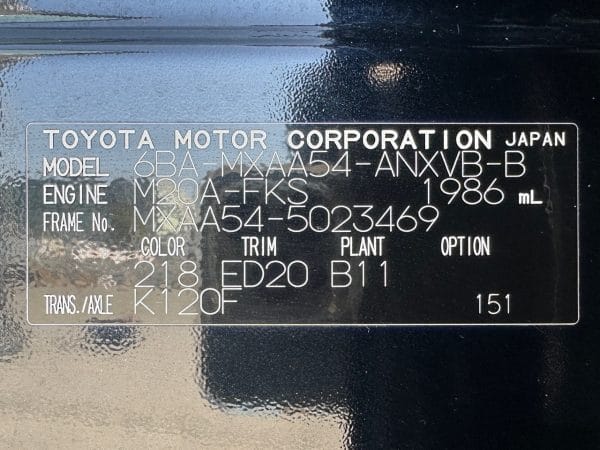 TOYOTA MOTOR CORPORATION JAPAN
MODEL 6BA-MXAA54-ANXVB-B
ENGINE M20A-FKS 1986 mL
FRAME No. MXAA54-5023469
COLOR TRIM PLANT OPTION
218 ED20 B11
TRANS./AXLE K120F 151